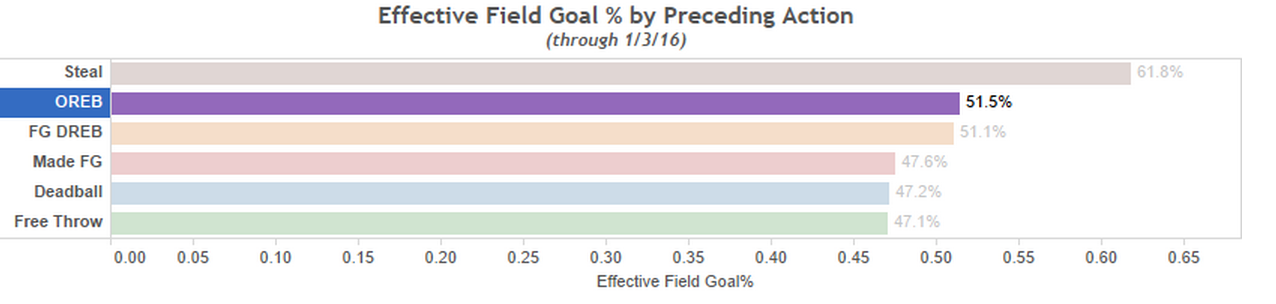 Effective Field Goal % by Preceding Action
(through 1/3/16)
Steal 61.8%
OREB 51.5%
FG DREB 51.1%
Made FG 47.6%
Deadball 47.2%
Free Throw 47.1%
0.00 0.05 0.10 0.15 0.20 0.25 0.30 0.35 0.40 0.45 0.50 0.55 0.60 0.65
Effective Field Goal%